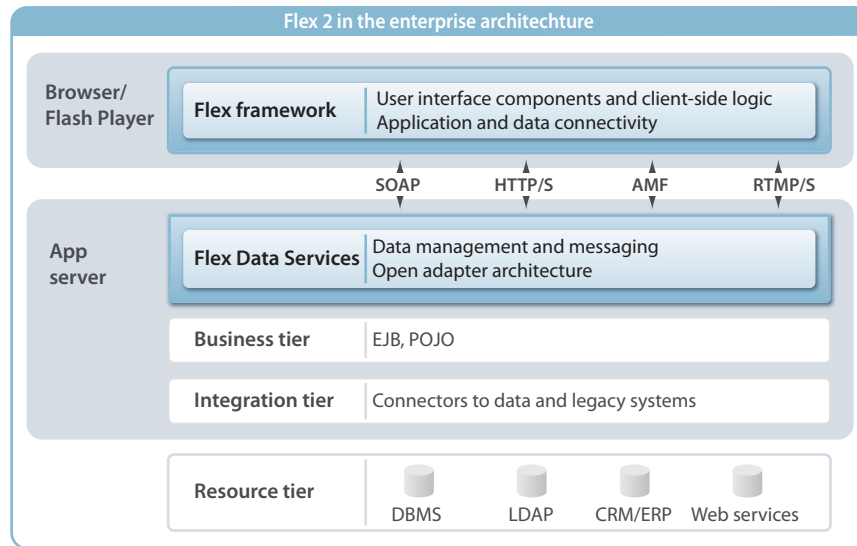 Flex 2 in the enterprise architechture
Browser/
Flash Player
Flex framework
User interface components and client-side logic
Application and data connectivity
SOAP HTTP/S AMF RTMP/S
App
server
Flex Data Services
Data management and messaging
Open adapter architecture
Business tier
EJB, POJO
Integration tier
Connectors to data and legacy systems
Resource tier
DBMS LDAP CRM/ERP Web services